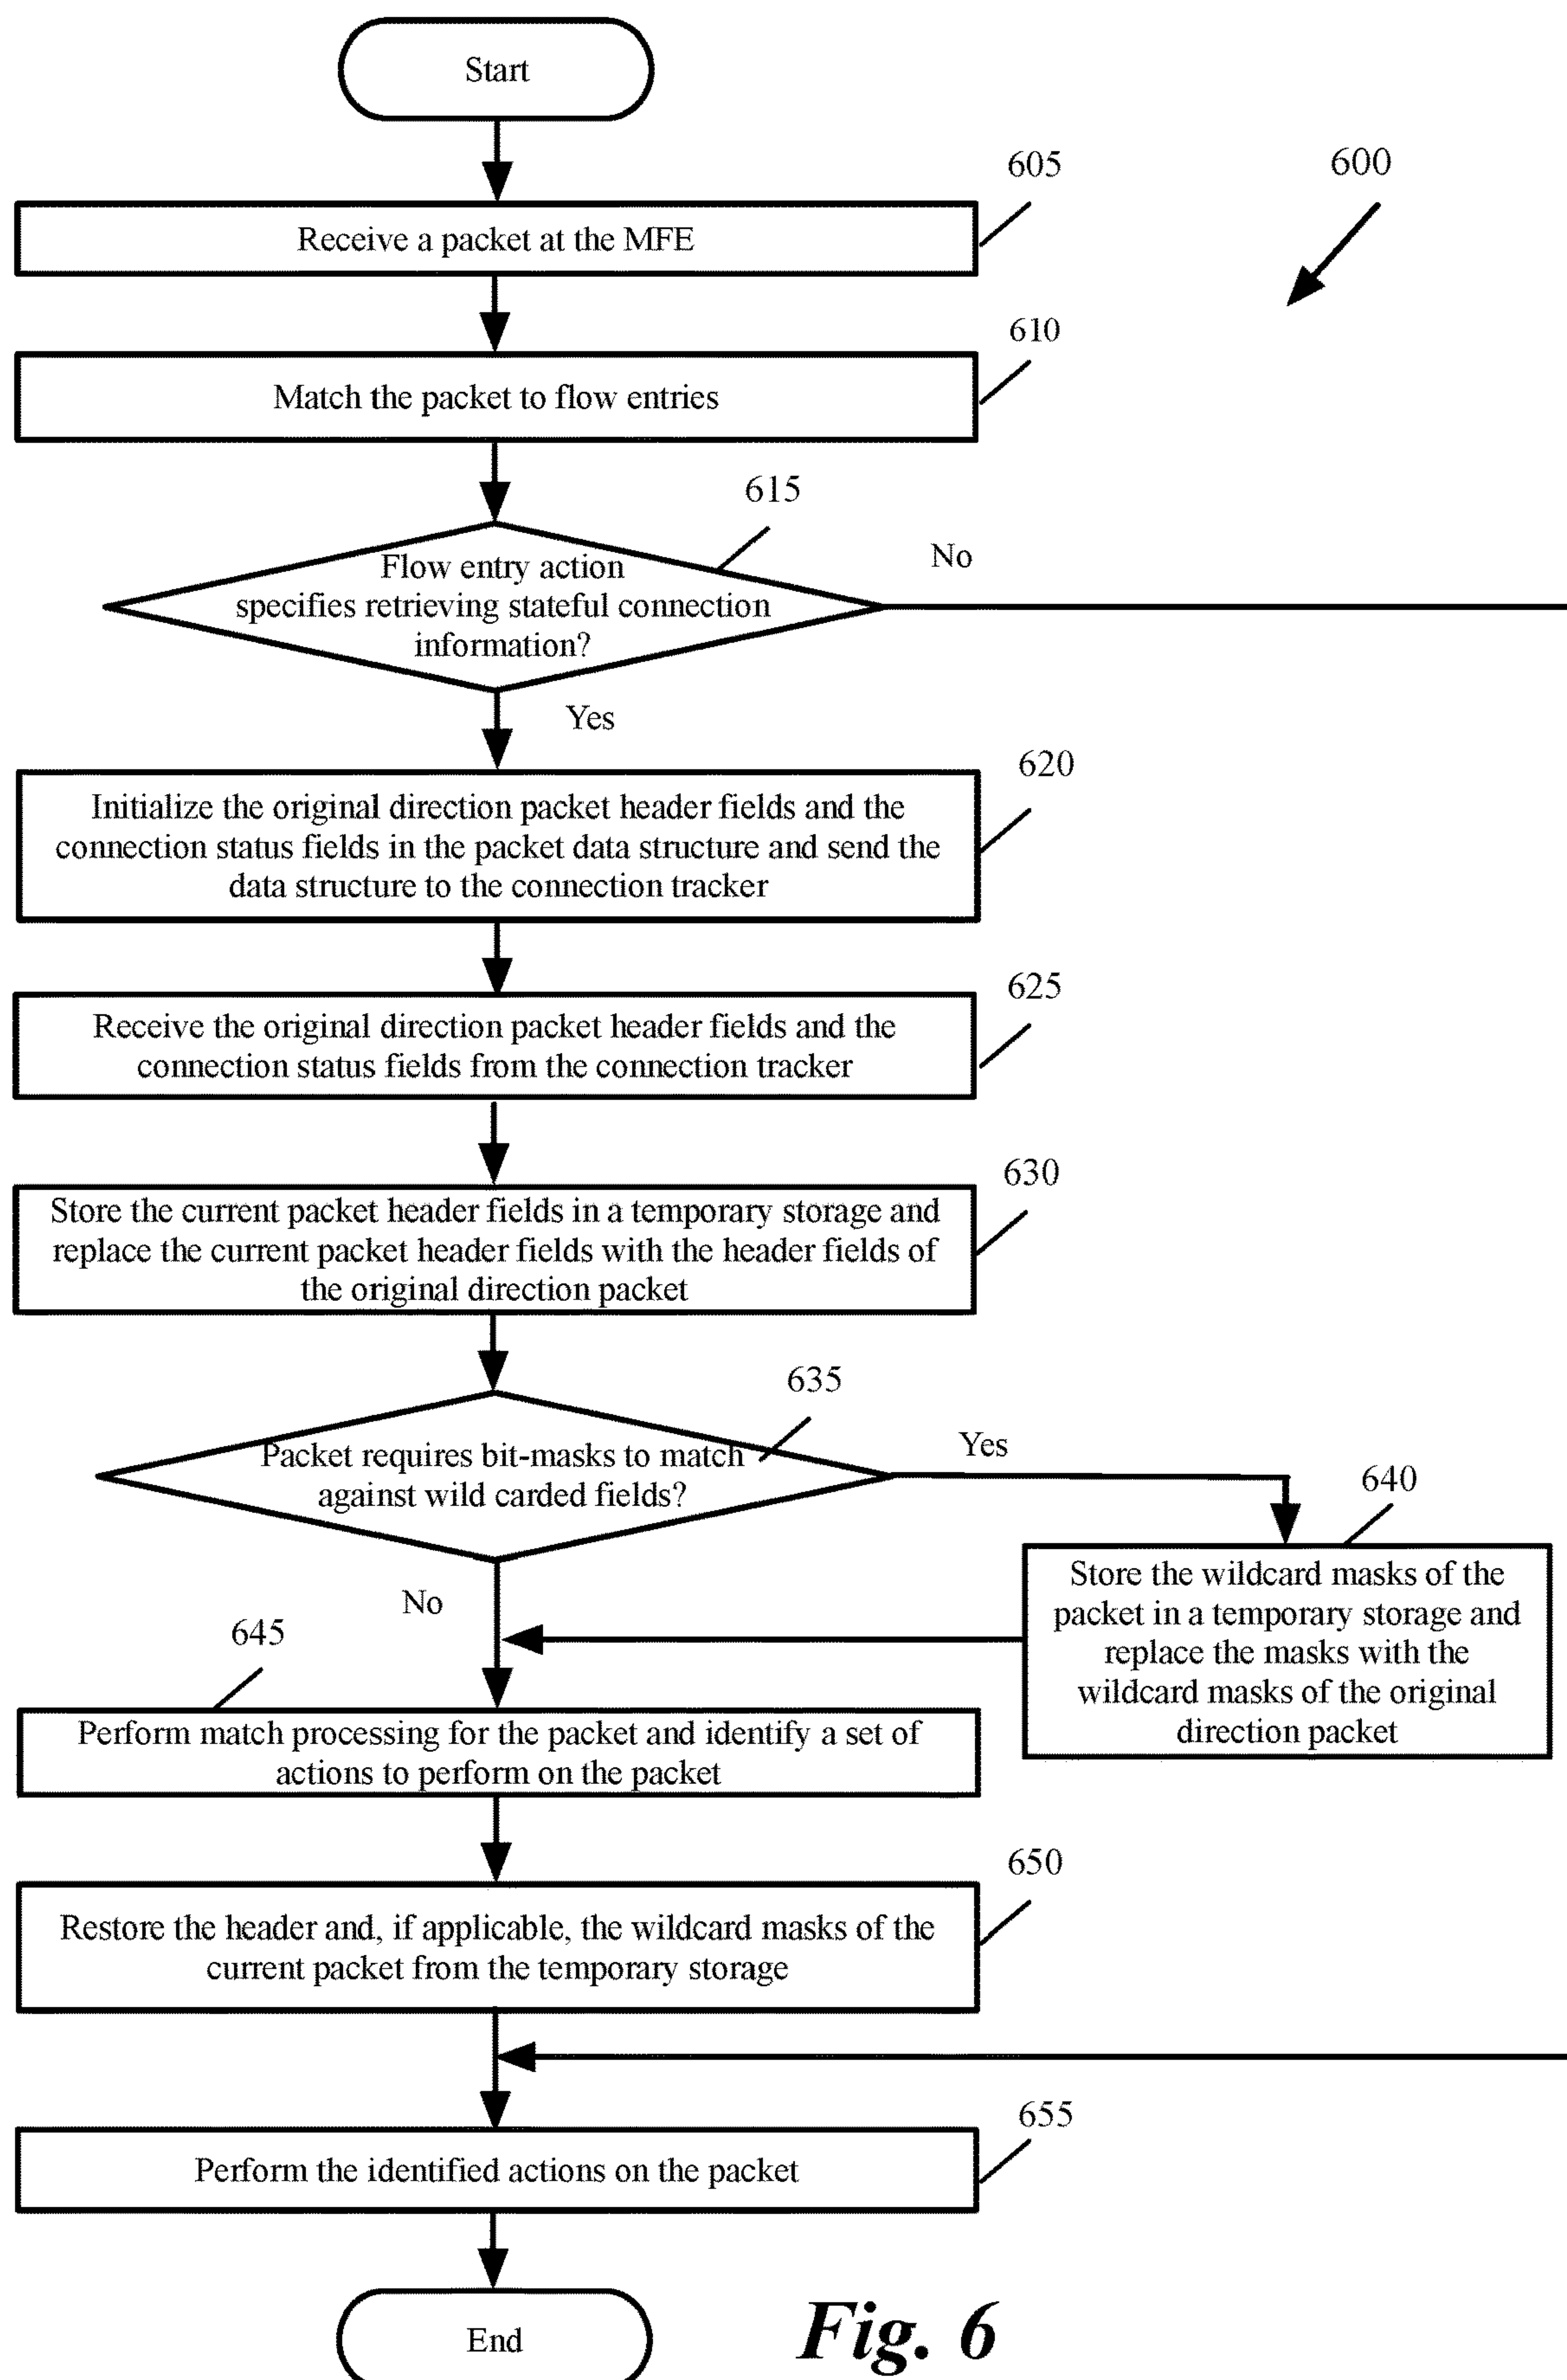 Start
605
600
Receive a packet at the MFE
610
Match the packet to flow entries
615
No
Flow entry action
specifies retrieving stateful connection
information?
Yes
620
Initialize the original direction packet header fields and the
connection status fields in the packet data structure and send the
data structure to the connection tracker
625
Receive the original direction packet header fields and the
connection status fields from the connection tracker
630
Store the current packet header fields in a temporary storage and
replace the current packet header fields with the header fields of
the original direction packet
635
Packet requires bit-masks to match
against wild carded fields?
Yes
640
Store the wildcard masks of the
packet in a temporary storage and
replace the masks with the
wildcard masks of the original
direction packet
No
645
Perform match processing for the packet and identify a set of
actions to perform on the packet
650
Restore the header and, if applicable, the wildcard masks of the
current packet from the temporary storage
655
Perform the identified actions on the packet
End
Fig. 6